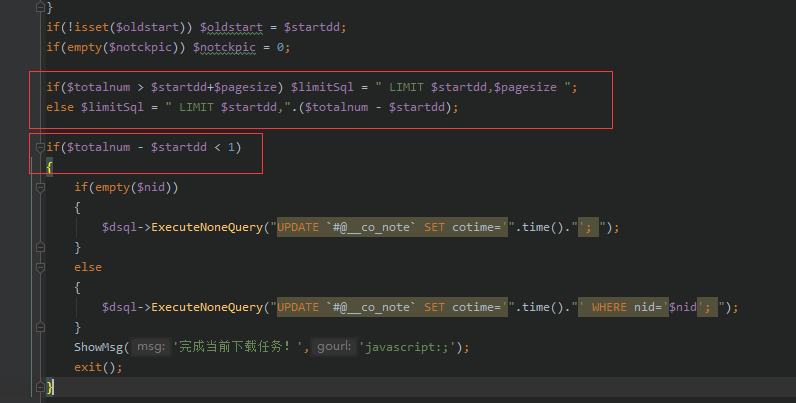 }
if(!isset($oldstart)) $oldstart = $startdd;
if(empty($notckpic)) $notckpic = 0;
if($totalnum > $startdd+$pagesize) $limitSql = " LIMIT $startdd,$pagesize ";
else $limitSql = " LIMIT $startdd,".($totalnum - $startdd);
if($totalnum - $startdd < 1)
{
if(empty($nid))
{
$dsql->ExecuteNoneQuery("UPDATE `#@__co_note` SET cotime='".time()."'; ");
}
else
{
$dsql->ExecuteNoneQuery("UPDATE `#@__co_note` SET cotime='".time()."' WHERE nid='$nid'; ");
}
ShowMsg( msg: '完成当前下载任务！', gourl: 'javascript:;');
exit();
}